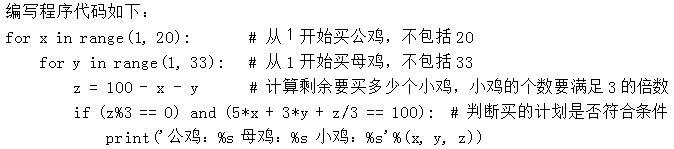 编写程序代码如下：
for x in range(1, 20):      # 从1开始买公鸡，不包括20
    for y in range(1, 33):   # 从1开始买母鸡，不包括33
        z = 100 - x - y      # 计算剩余要买多少个小鸡，小鸡的个数要满足3的倍数
        if (z%3 == 0) and (5*x + 3*y + z/3 == 100):  # 判断买的计划是否符合条件
            print('公鸡：%s 母鸡：%s 小鸡：%s'%(x, y, z))